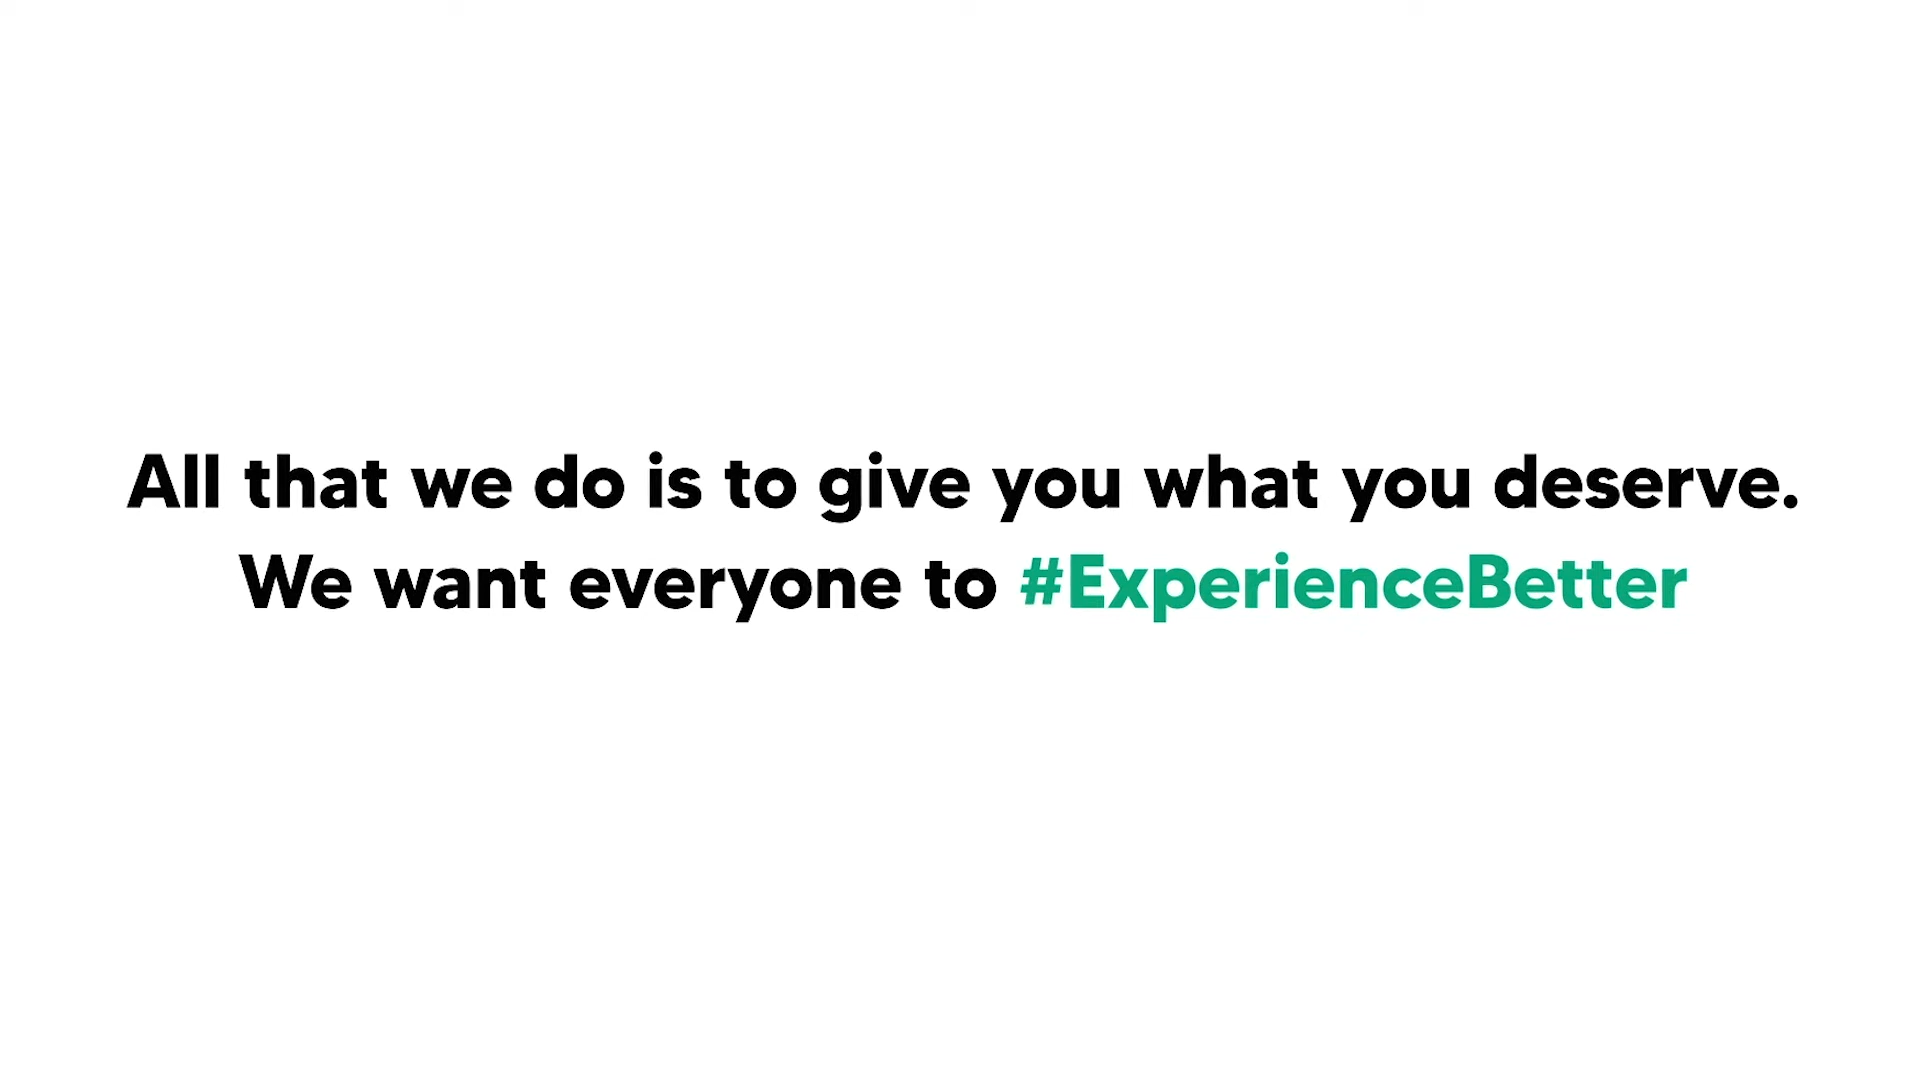 All that we do is to give you what you deserve.
We want everyone to #ExperienceBetter